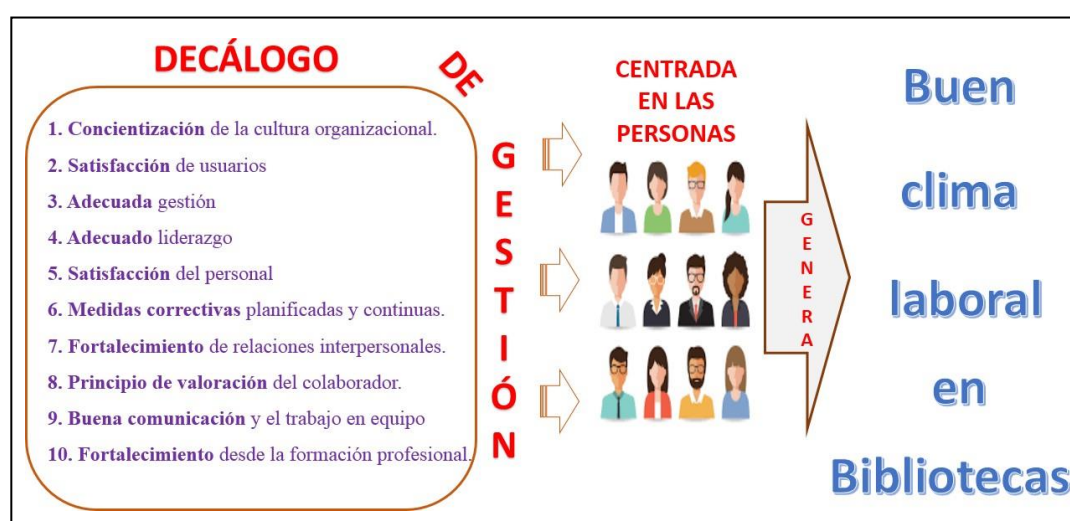 DECÁLOGO
DE
GESTIÓN
1. Concientización de la cultura organizacional.
2. Satisfacción de usuarios
3. Adecuada gestión
4. Adecuado liderazgo
5. Satisfacción del personal
6. Medidas correctivas planificadas y continuas.
7. Fortalecimiento de relaciones interpersonales.
8. Principio de valoración del colaborador.
9. Buena comunicación y el trabajo en equipo
10. Fortalecimiento desde la formación profesional.
CENTRADA
EN LAS
PERSONAS
GENERA
Buen
clima
laboral
en
Bibliotecas